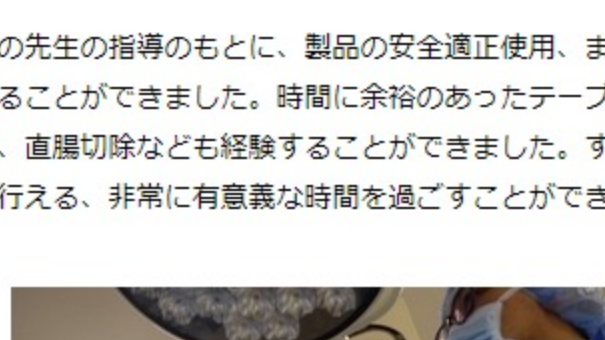 の先生の指導のもとに、製品の安全適正使用、ま
ることができました。時間に余裕のあったテーブ
、直腸切除なども経験することができました。す
行える、非常に有意義な時間を過ごすことができ